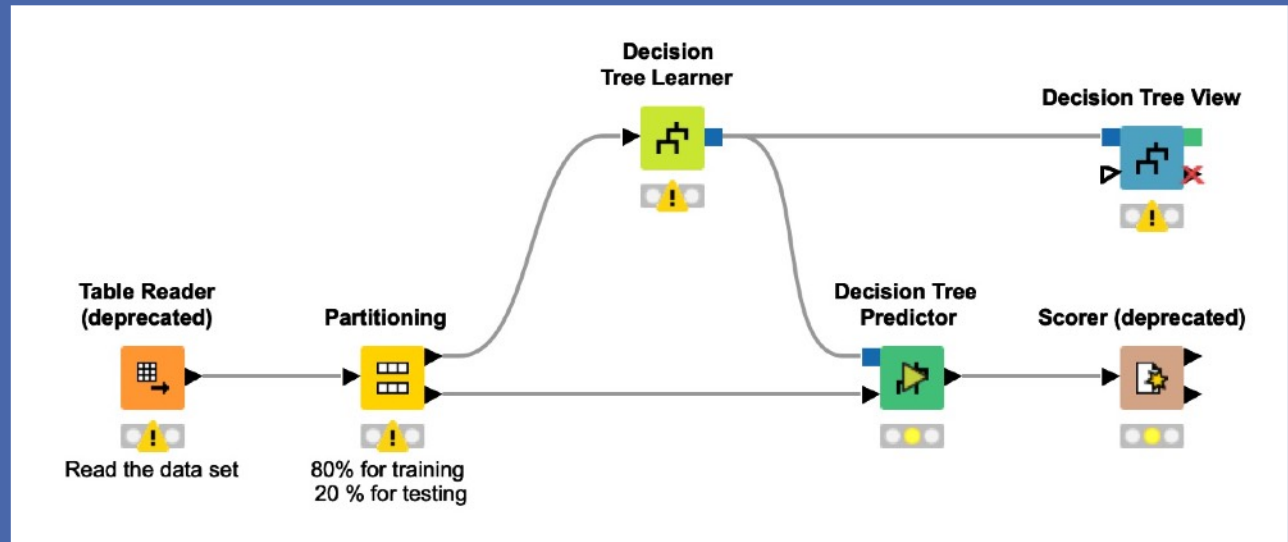 Decision
Tree Learner
Decision Tree View
Table Reader
(deprecated)
Partitioning
Decision Tree
Predictor
Scorer (deprecated)
Read the data set
80% for training
20 % for testing